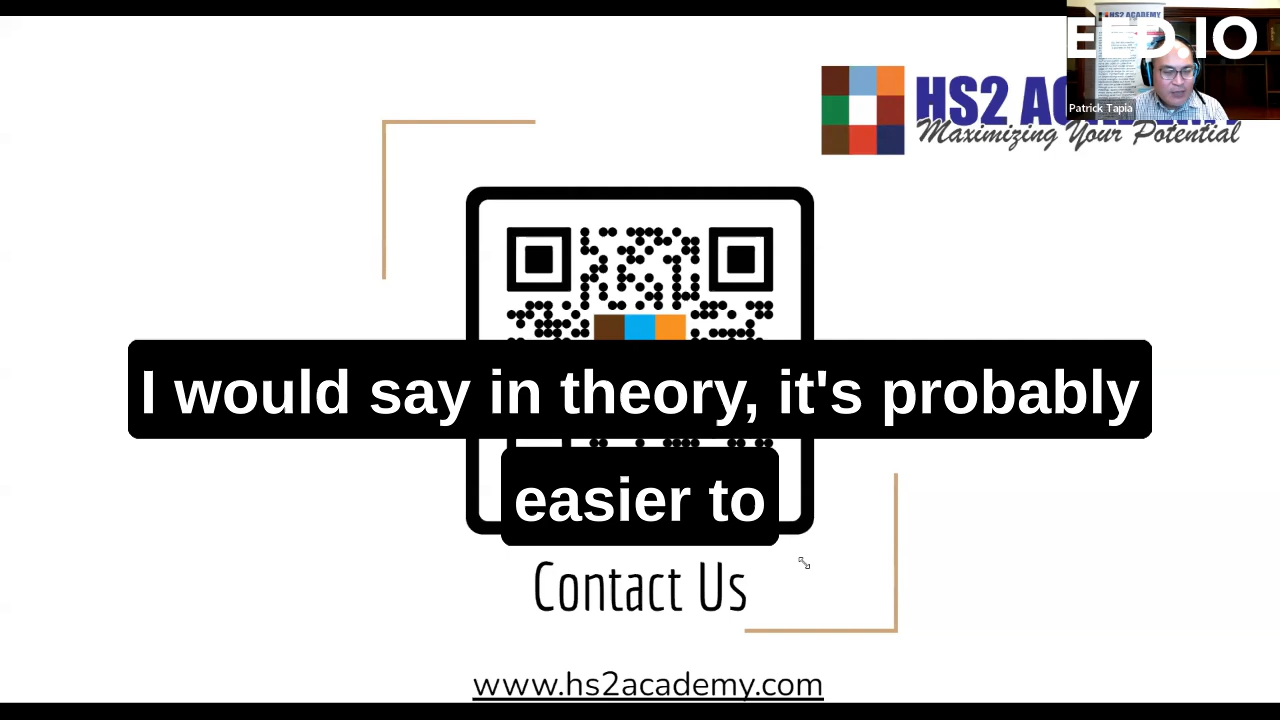 HS2 ACADEMY
Patrick Tapia
Maximizing Your Potential
I would say in theory, it's probably
easier to
Contact Us
www.hs2academy.com